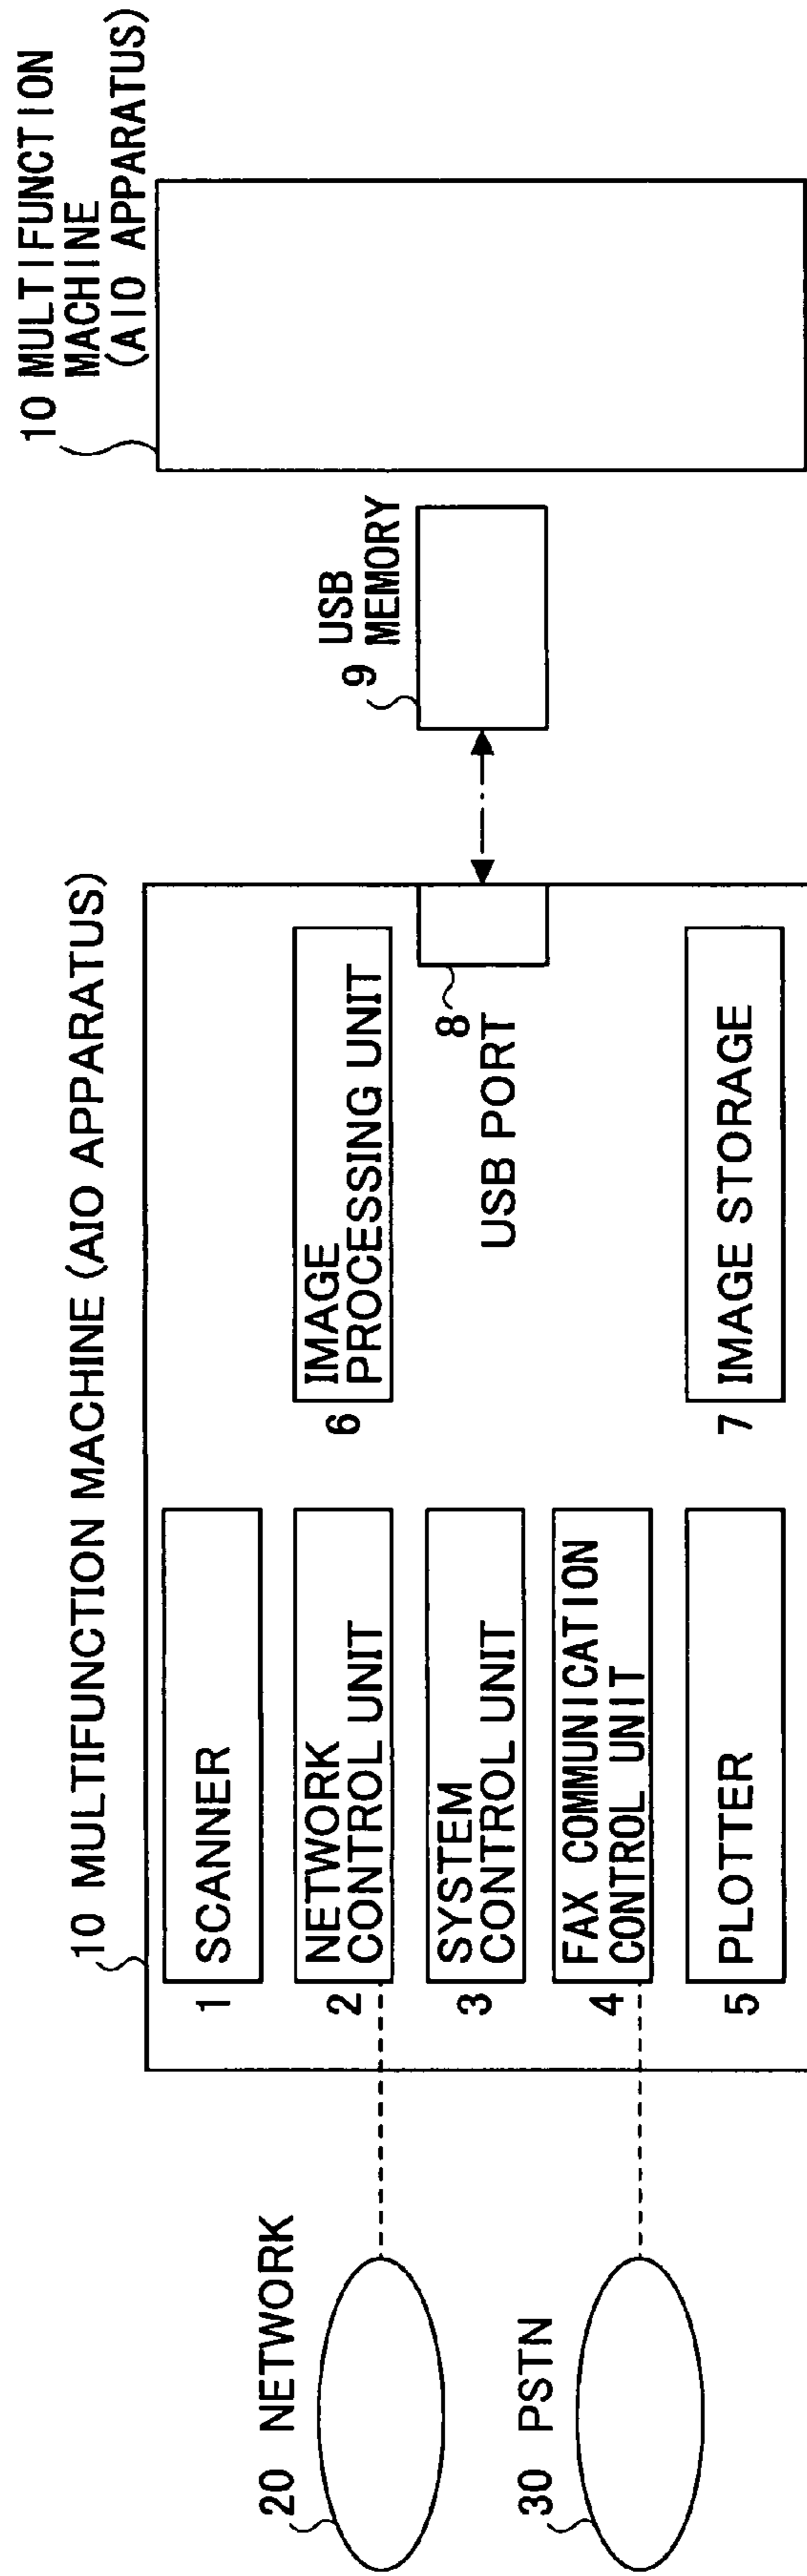 10 MULTIFUNCTION MACHINE (AIO APPARATUS)
1 SCANNER
2 NETWORK
CONTROL UNIT
3 SYSTEM
CONTROL UNIT
4 FAX COMMUNICATION
CONTROL UNIT
5 PLOTTER
6 IMAGE
PROCESSING UNIT
8
USB PORT
7 IMAGE STORAGE
20 NETWORK
30 PSTN
9 USB
MEMORY
10 MULTIFUNCTION
MACHINE
(AIO APPARATUS)